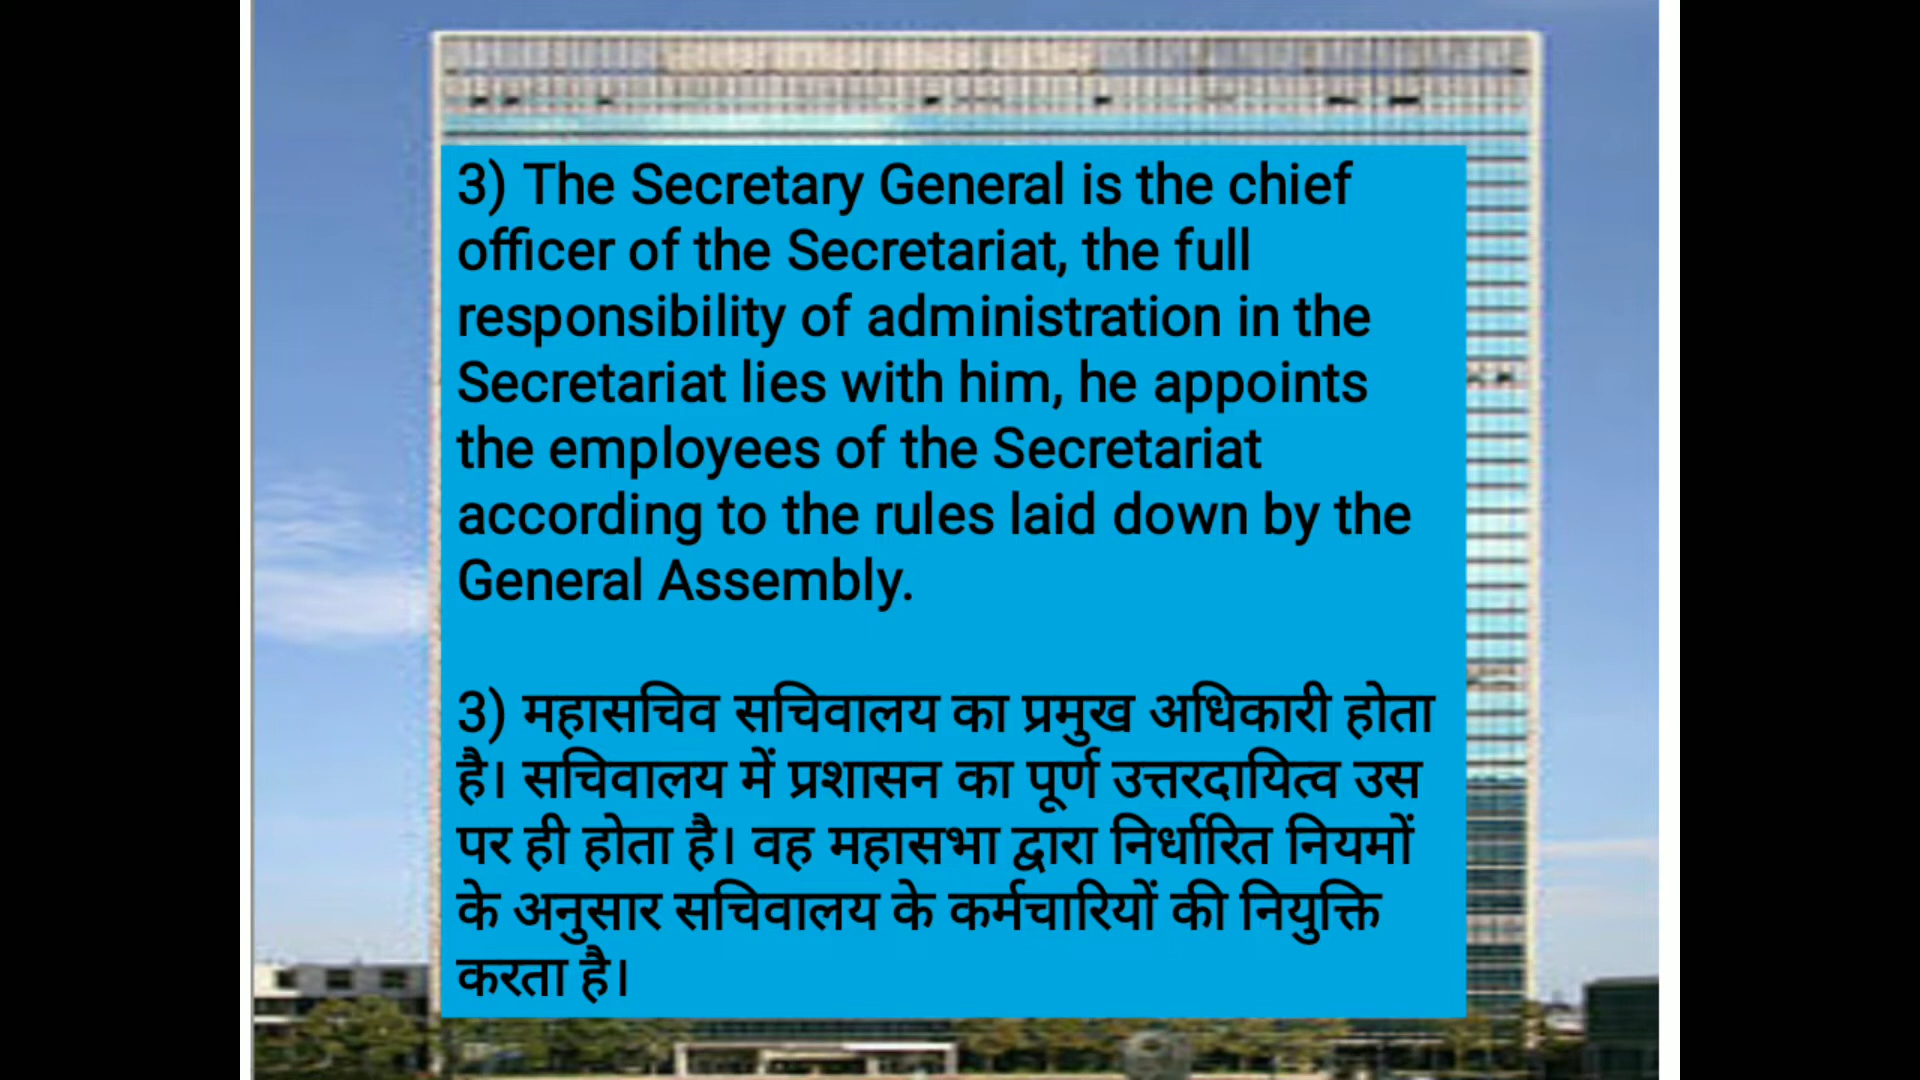 3) The Secretary General is the chief
officer of the Secretariat, the full
responsibility of administration in the
Secretariat lies with him, he appoints
the employees of the Secretariat
according to the rules laid down by the
General Assembly.
3) महासचिव सचिवालय का प्रमुख अधिकारी होता
है। सचिवालय में प्रशासन का पूर्ण उत्तरदायित्व उस
पर ही होता है। वह महासभा द्वारा निर्धारित नियमों
के अनुसार सचिवालय के कर्मचारियों की नियुक्ति
करता है।